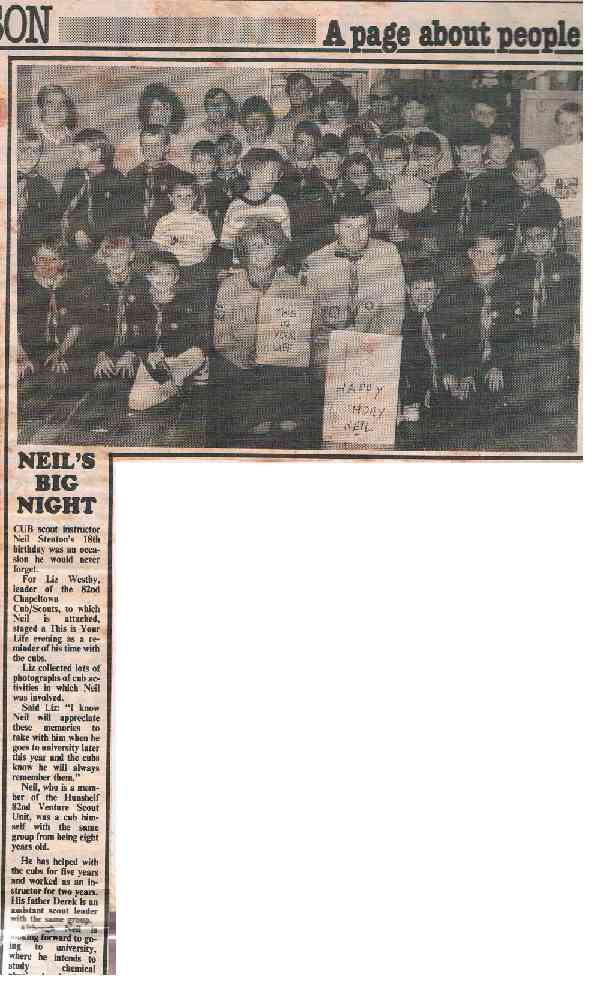 SON
A page about people
THIS
IS
YOUR
LIFE
HAPPY
NEIL
NEIL'S
BIG
NIGHT
CUB scout instructor
Neil Stenton's 18th
birthday was an occa-
sion he would never
forget.
For Liz Westby,
leader of the 82nd
Chapeltown
Cub/Scouts, to which
Neil is attached,
staged a This is Your
Life evening as a re-
minder of his time with
the cubs.
Liz collected lots of
photographs of cub ac-
tivities in which Neil
was involved.
Said Liz: "I know
Neil will appreciate
these memories to
take with him when he
goes to university later
this year and the cubs
know he will always
remember them."
Neil, who is a mem-
ber of the Hunshelf
82nd Venture Scout
Unit, was a cub him-
self with the same
group from being eight
years old.
He has helped with
the cubs for five years
and worked as an in-
structor for two years.
His father Derek is an
assistant scout leader
with the same group.
Although Neil is
looking forward to go-
ing to university,
where he intends to
study chemical